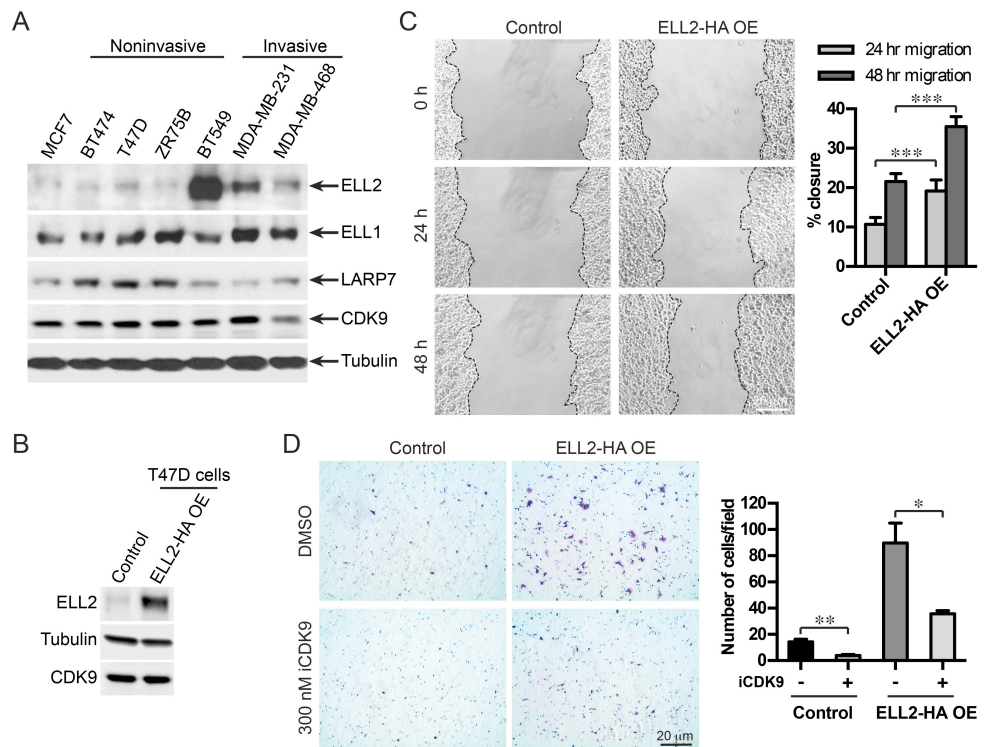 A
Noninvasive
Invasive
MCF7
BT474
T47D
ZR75B
BT549
MDA-MB-231
MDA-MB-468
ELL2
ELL1
LARP7
CDK9
Tubulin
B
T47D cells
Control
ELL2-HA OE
ELL2
Tubulin
CDK9
C
Control
ELL2-HA OE
0 h
24 h
48 h
20 µm
24 hr migration
48 hr migration
% closure
40
30
20
10
0
***
***
Control
ELL2-HA OE
D
Control
ELL2-HA OE
DMSO
300 nM iCDK9
20 µm
Number of cells/field
120
100
80
60
40
20
0
**
*
iCDK9 - + - +
Control ELL2-HA OE